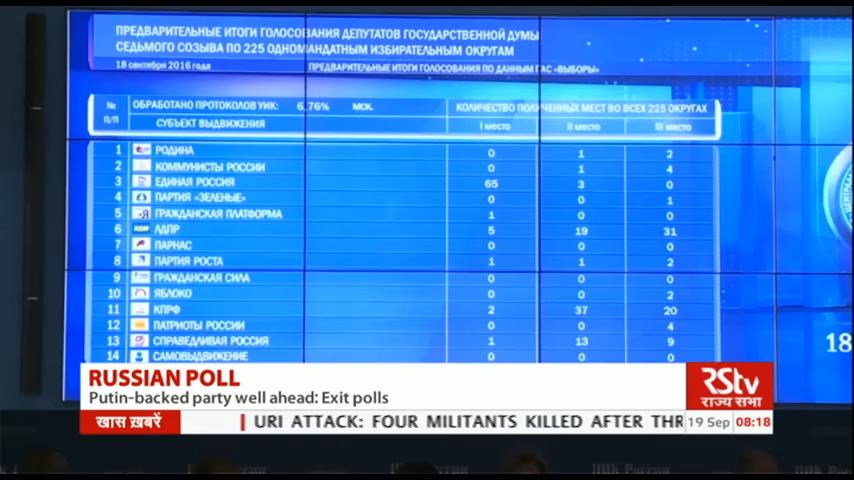 ПРЕДВАРИТЕЛЬНЫЕ ИТОГИ ГОЛОСОВАНИЯ ДЕПУТАТОВ ГОСУДАРСТВЕННОЙ ДУМЫ
СЕДЬМОГО СОЗЫВА ПО 225 ОДНОМАНДАТНЫМ ИЗБИРАТЕЛЬНЫМ ОКРУГАМ
18 сентября 2016 года ПРЕДВАРИТЕЛЬНЫЕ ИТОГИ ГОЛОСОВАНИЯ ПО ДАННЫМ ГАС «ВЫБОРЫ»
№ П/П ОБРАБОТАНО ПРОТОКОЛОВ УИК: 6,76% МСК. КОЛИЧЕСТВО ПОЛУЧЕННЫХ МЕСТ ВО ВСЕХ 225 ОКРУГАХ
СУБЪЕКТ ВЫДВИЖЕНИЯ I место II место III место
1 РОДИНА 0 1 2
2 КОММУНИСТЫ РОССИИ 0 1 4
3 ЕДИНАЯ РОССИЯ 65 3 0
4 ПАРТИЯ «ЗЕЛЕНЫЕ» 0 0 1
5 ГРАЖДАНСКАЯ ПЛАТФОРМА 1 0 0
6 ЛДПР 5 19 31
7 ПАРНАС 0 0 0
8 ПАРТИЯ РОСТА 1 1 2
9 ГРАЖДАНСКАЯ СИЛА 0 0 0
10 ЯБЛОКО 0 0 2
11 КПРФ 2 37 20
12 ПАТРИОТЫ РОССИИ 0 0 4
13 СПРАВЕДЛИВАЯ РОССИЯ 1 13 9
14 САМОВЫДВИЖЕНИЕ 0 0 0
18
RUSSIAN POLL
Putin-backed party well ahead: Exit polls
RStv
राज्य सभा
खास ख़बरें URI ATTACK: FOUR MILITANTS KILLED AFTER THR 19 Sep 08:18
ЦИК России